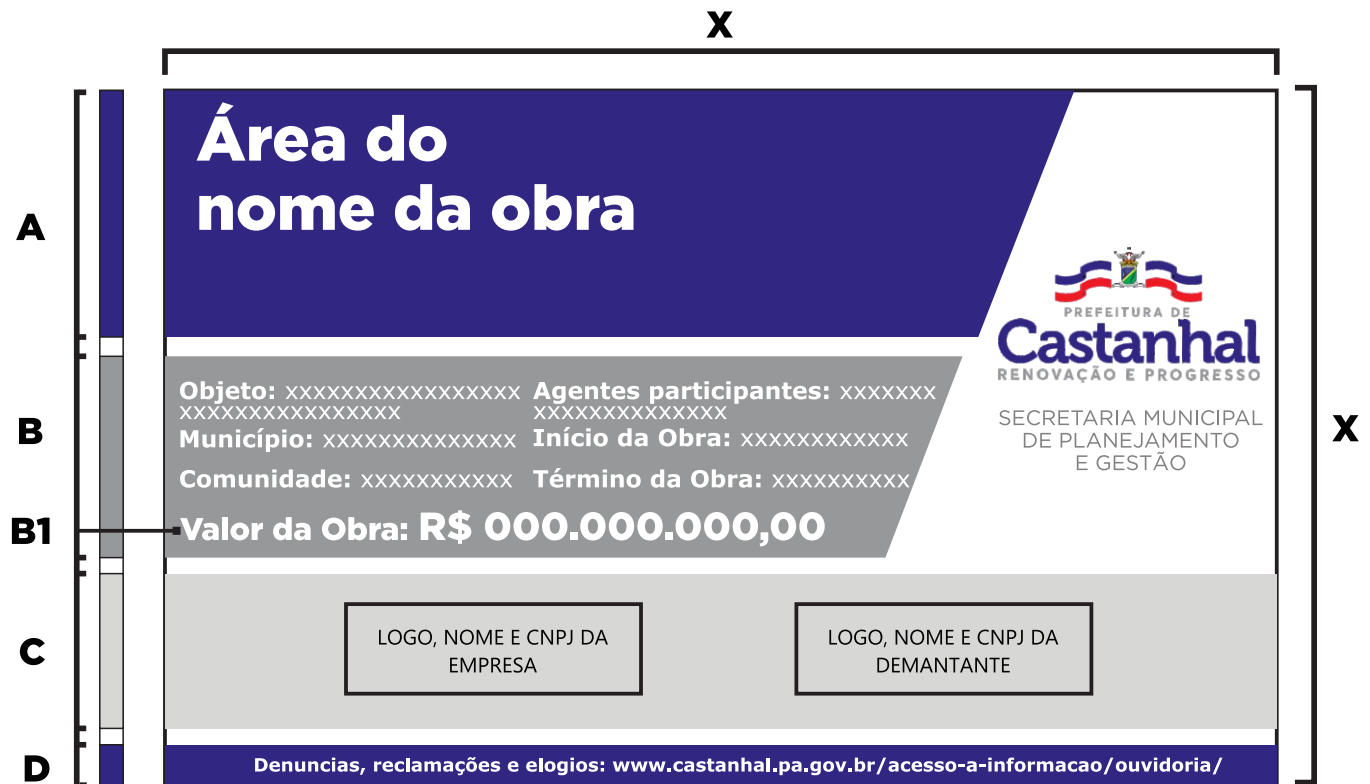 X
A
Área do
nome da obra
PREFEITURA DE
Castanhal
RENOVAÇÃO E PROGRESSO
SECRETARIA MUNICIPAL
DE PLANEJAMENTO
E GESTÃO
X
B
Objeto: xxxxxxxxxxxxxxxxx Agentes participantes: xxxxxxx
xxxxxxxxxxxxxxxx xxxxxxxxxxxxxx
Município: xxxxxxxxxxxxxx Início da Obra: xxxxxxxxxxxx
Comunidade: xxxxxxxxxxx Término da Obra: xxxxxxxxxx
B1
Valor da Obra: R$ 000.000.000,00
C
LOGO, NOME E CNPJ DA
EMPRESA
LOGO, NOME E CNPJ DA
DEMANTANTE
D
Denuncias, reclamações e elogios: www.castanhal.pa.gov.br/acesso-a-informacao/ouvidoria/